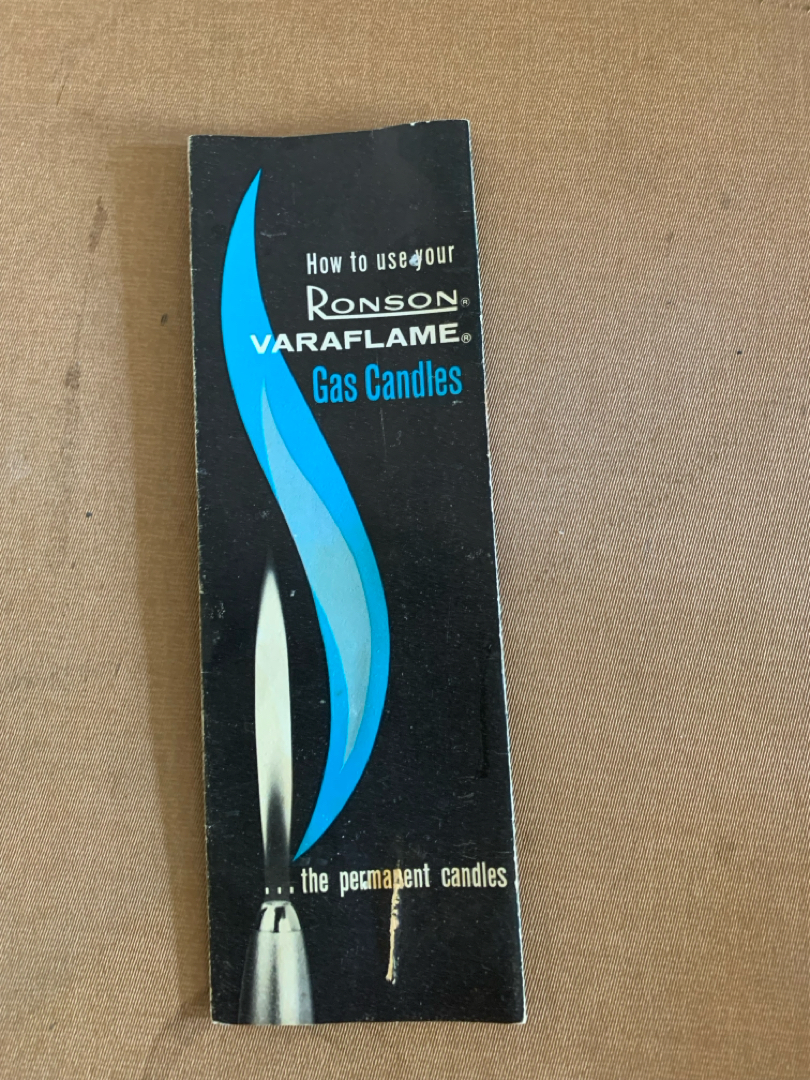 How to use your
RONSON®
VARAFLAME®
Gas Candles
...the permanent candles